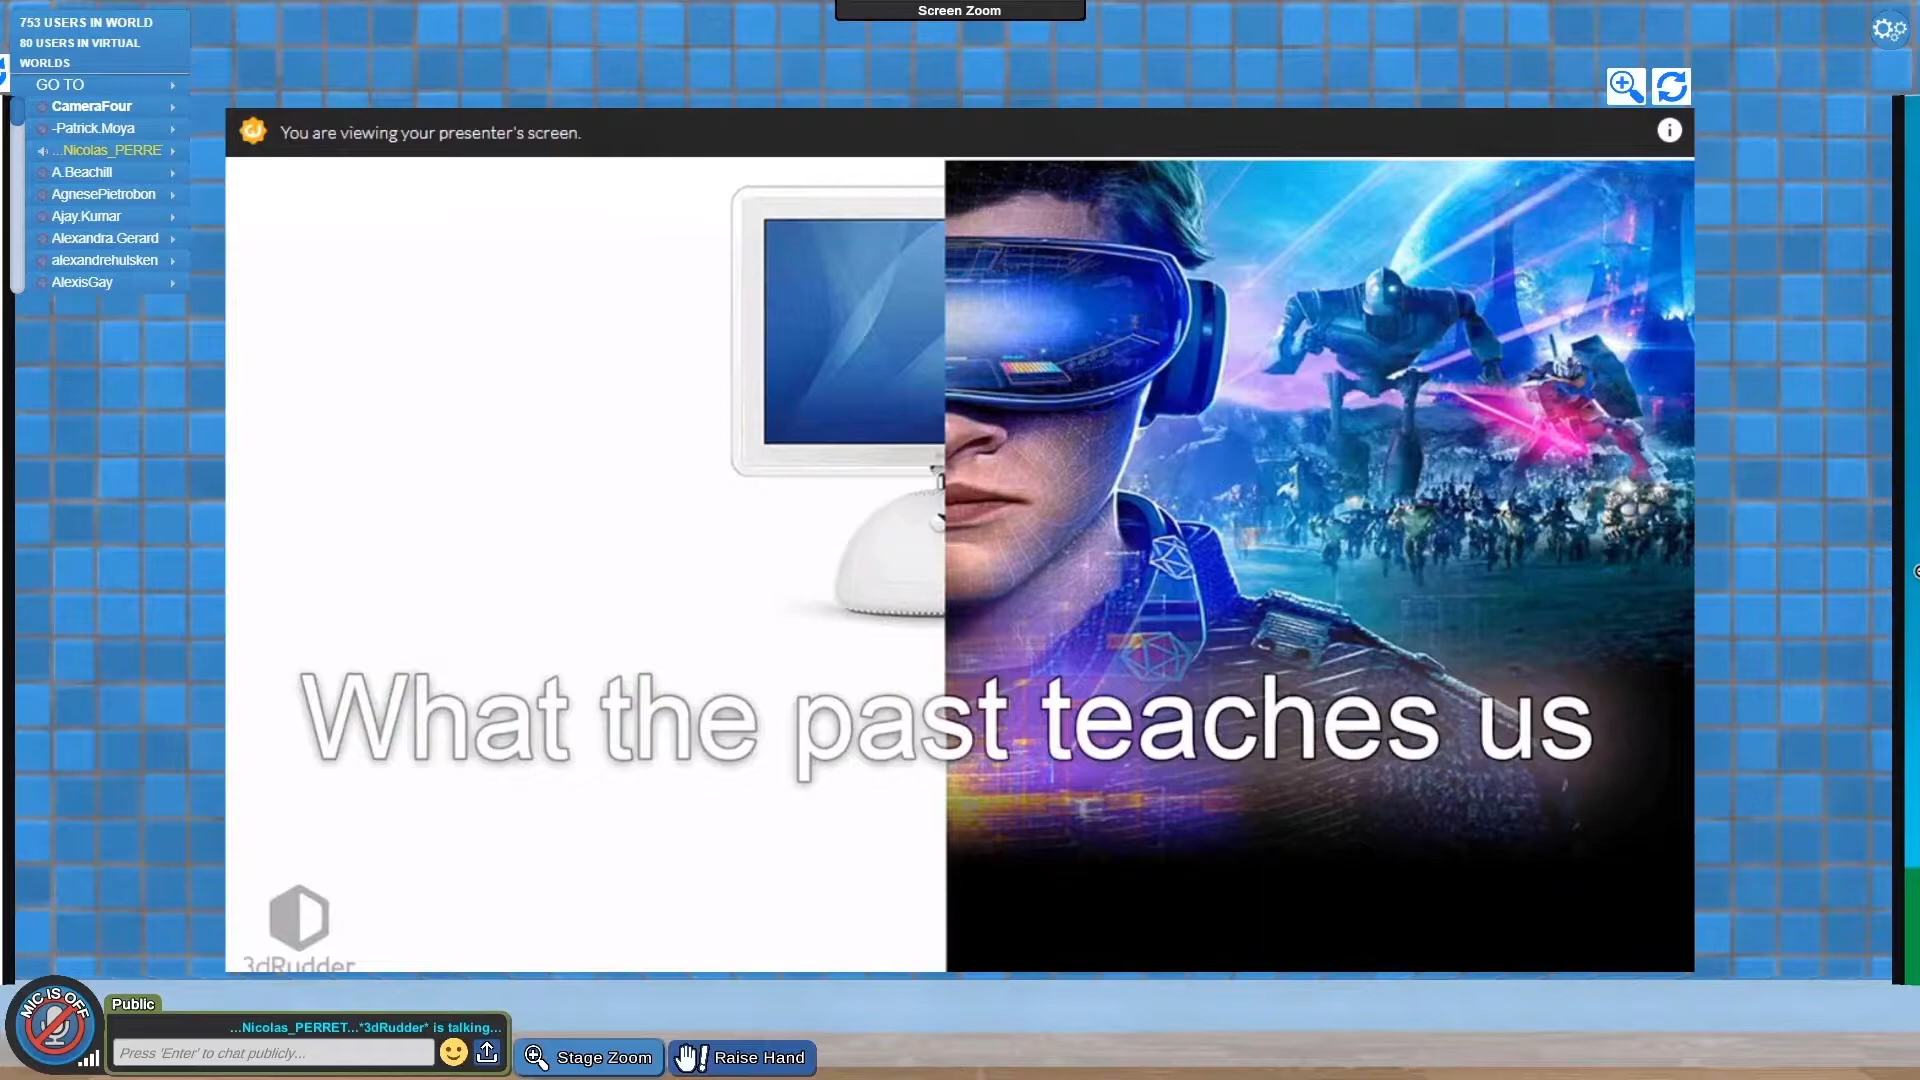 753 USERS IN WORLD
80 USERS IN VIRTUAL
WORLDS
GO TO
CameraFour
-Patrick.Moya
...Nicolas_PERRE
A.Beachill
AgnesePietrobon
Ajay.Kumar
Alexandra.Gerard
alexandrehulsken
AlexisGay
Screen Zoom
You are viewing your presenter's screen.
What the past teaches us
3dRudder
MIC IS OFF
Public
...Nicolas_PERRET...*3dRudder* is talking...
Press 'Enter' to chat publicly...
Stage Zoom
Raise Hand